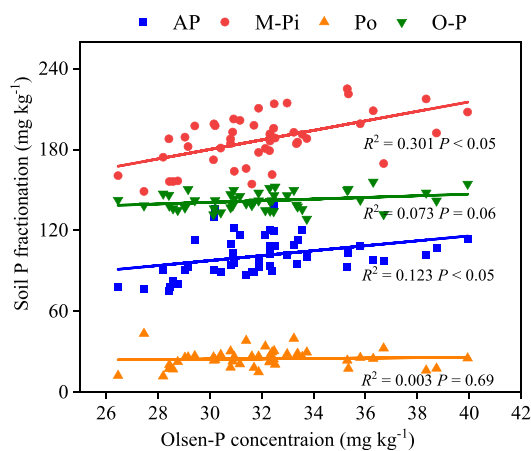 AP M-Pi Po O-P
Soil P fractionation (mg kg⁻¹)
240
180
120
60
0
R² = 0.301 P < 0.05
R² = 0.073 P = 0.06
R² = 0.123 P < 0.05
R² = 0.003 P = 0.69
26 28 30 32 34 36 38 40 42
Olsen-P concentraion (mg kg⁻¹)